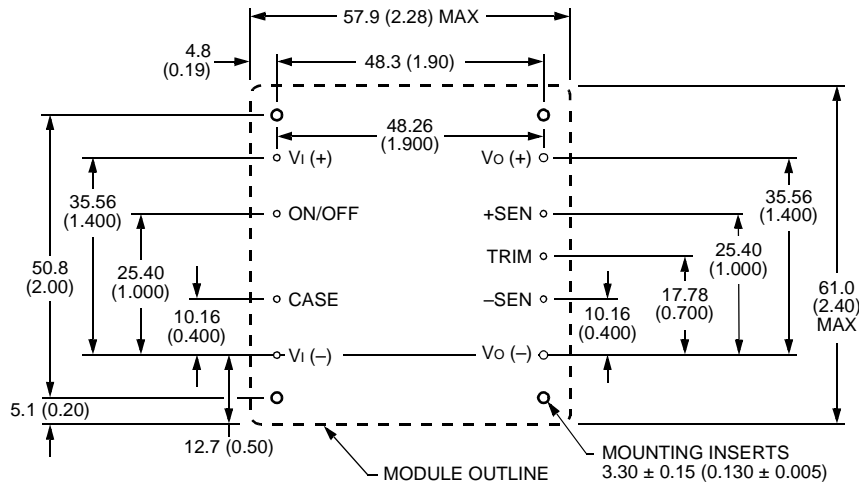 57.9 (2.28) MAX
4.8
(0.19)
48.3 (1.90)
48.26
(1.900)
VI (+)
VO (+)
35.56
(1.400)
35.56
(1.400)
ON/OFF
+SEN
50.8
(2.00)
25.40
(1.000)
TRIM
25.40
(1.000)
61.0
(2.40)
MAX
10.16
(0.400)
CASE
–SEN
10.16
(0.400)
17.78
(0.700)
VI (–)
VO (–)
5.1 (0.20)
12.7 (0.50)
MODULE OUTLINE
MOUNTING INSERTS
3.30 ± 0.15 (0.130 ± 0.005)